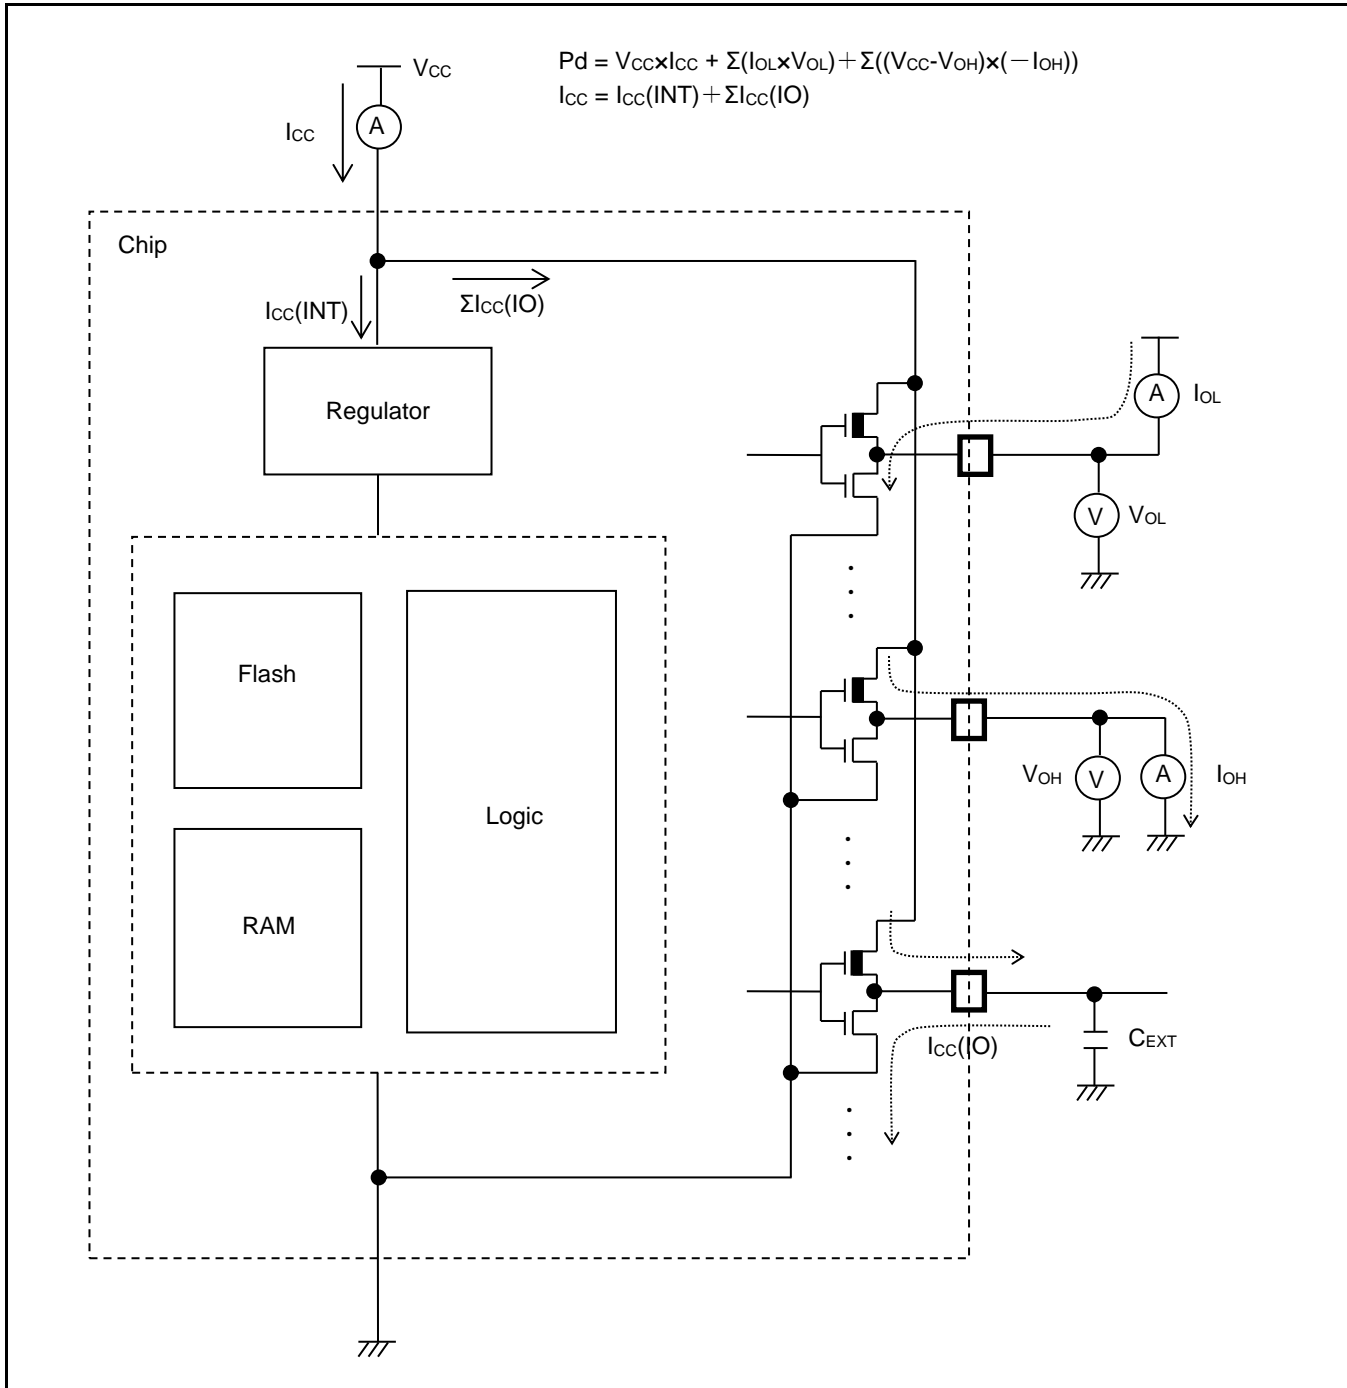 Pd = VCC×ICC + Σ(IOL×VOL)＋Σ((VCC-VOH)×(－IOH))
ICC = ICC(INT)＋ΣICC(IO)
VCC
A
ICC
Chip
ICC(INT)
ΣICC(IO)
Regulator
A
IOL
V
VOL
Flash
Logic
RAM
VOH
V
A
IOH
ICC(IO)
CEXT